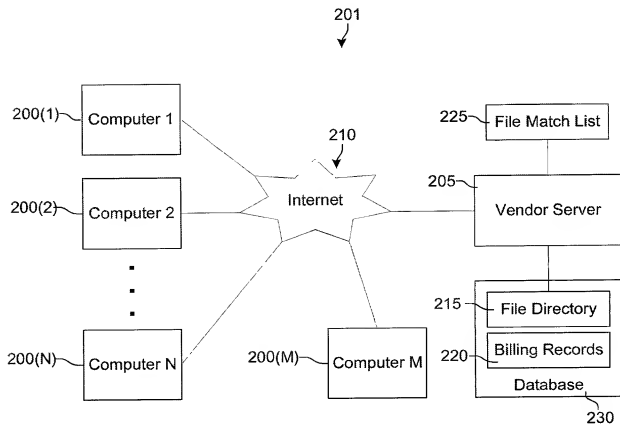 201
200(1)
Computer 1
225
File Match List
210
Internet
205
Vendor Server
200(2)
Computer 2
215
File Directory
220
Billing Records
Database
230
200(N)
Computer N
200(M)
Computer M